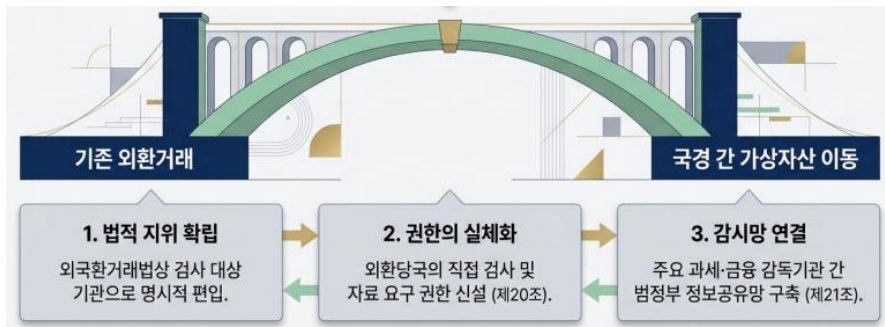 기존 외환거래
국경 간 가상자산 이동
1. 법적 지위 확립
외국환거래법상 검사 대상
기관으로 명시적 편입.
2. 권한의 실체화
외환당국의 직접 검사 및
자료 요구 권한 신설 (제20조).
3. 감시망 연결
주요 과세·금융 감독기관 간
범정부 정보공유망 구축 (제21조).